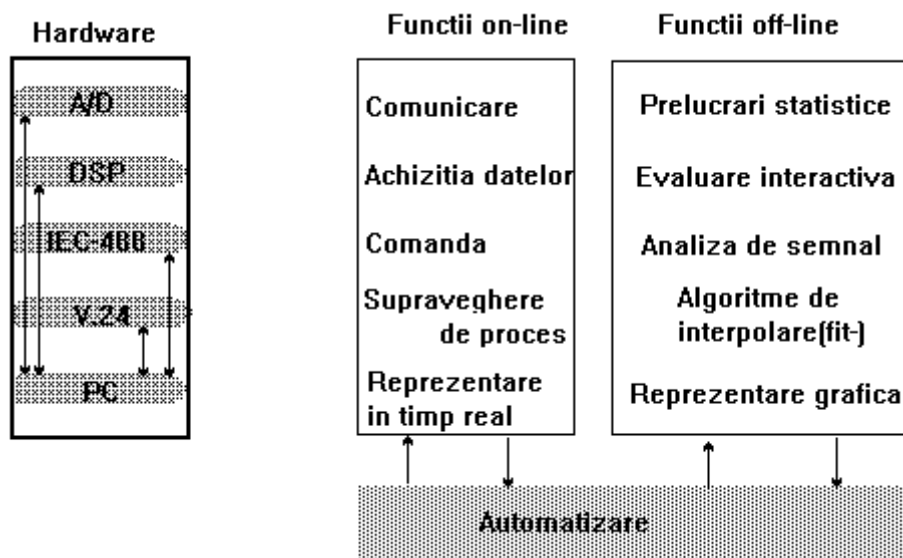 Hardware
A/D
DSP
IEC-488
V.24
PC
Functii on-line
Comunicare
Achizitia datelor
Comanda
Supraveghere
de proces
Reprezentare
in timp real
Functii off-line
Prelucrari statistice
Evaluare interactiva
Analiza de semnal
Algoritme de
interpolare(fit-)
Reprezentare grafica
Automatizare